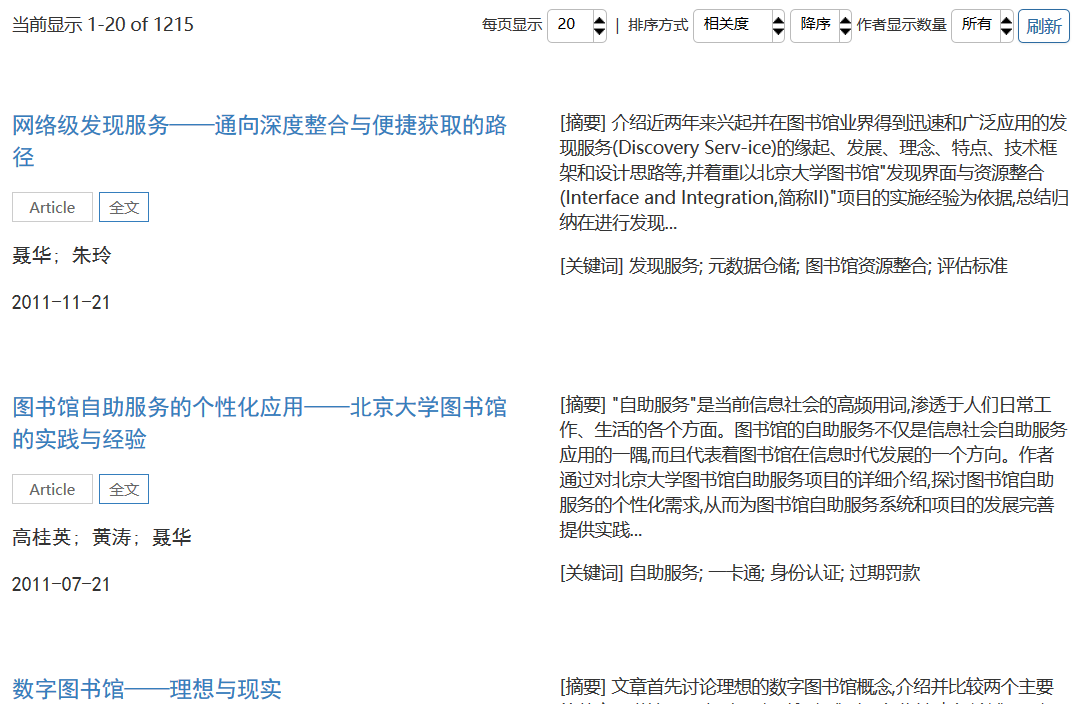 当前显示 1-20 of 1215
每页显示 20 | 排序方式 相关度 降序 作者显示数量 所有 刷新
网络级发现服务——通向深度整合与便捷获取的路
径
Article 全文
聂华；朱玲
2011-11-21
[摘要] 介绍近两年来兴起并在图书馆业界得到迅速和广泛应用的发
现服务(Discovery Serv-ice)的缘起、发展、理念、特点、技术框
架和设计思路等,并着重以北京大学图书馆"发现界面与资源整合
(Interface and Integration,简称II)"项目的实施经验为依据,总结归
纳在进行发现...
[关键词] 发现服务; 元数据仓储; 图书馆资源整合; 评估标准
图书馆自助服务的个性化应用——北京大学图书馆
的实践与经验
Article 全文
高桂英；黄涛；聂华
2011-07-21
[摘要] "自助服务"是当前信息社会的高频用词,渗透于人们日常工
作、生活的各个方面。图书馆的自助服务不仅是信息社会自助服务
应用的一隅,而且代表着图书馆在信息时代发展的一个方向。作者
通过对北京大学图书馆自助服务项目的详细介绍,探讨图书馆自助
服务的个性化需求,从而为图书馆自助服务系统和项目的发展完善
提供实践...
[关键词] 自助服务; 一卡通; 身份认证; 过期罚款
数字图书馆——理想与现实
[摘要] 文章首先讨论理想的数字图书馆概念,介绍并比较两个主要